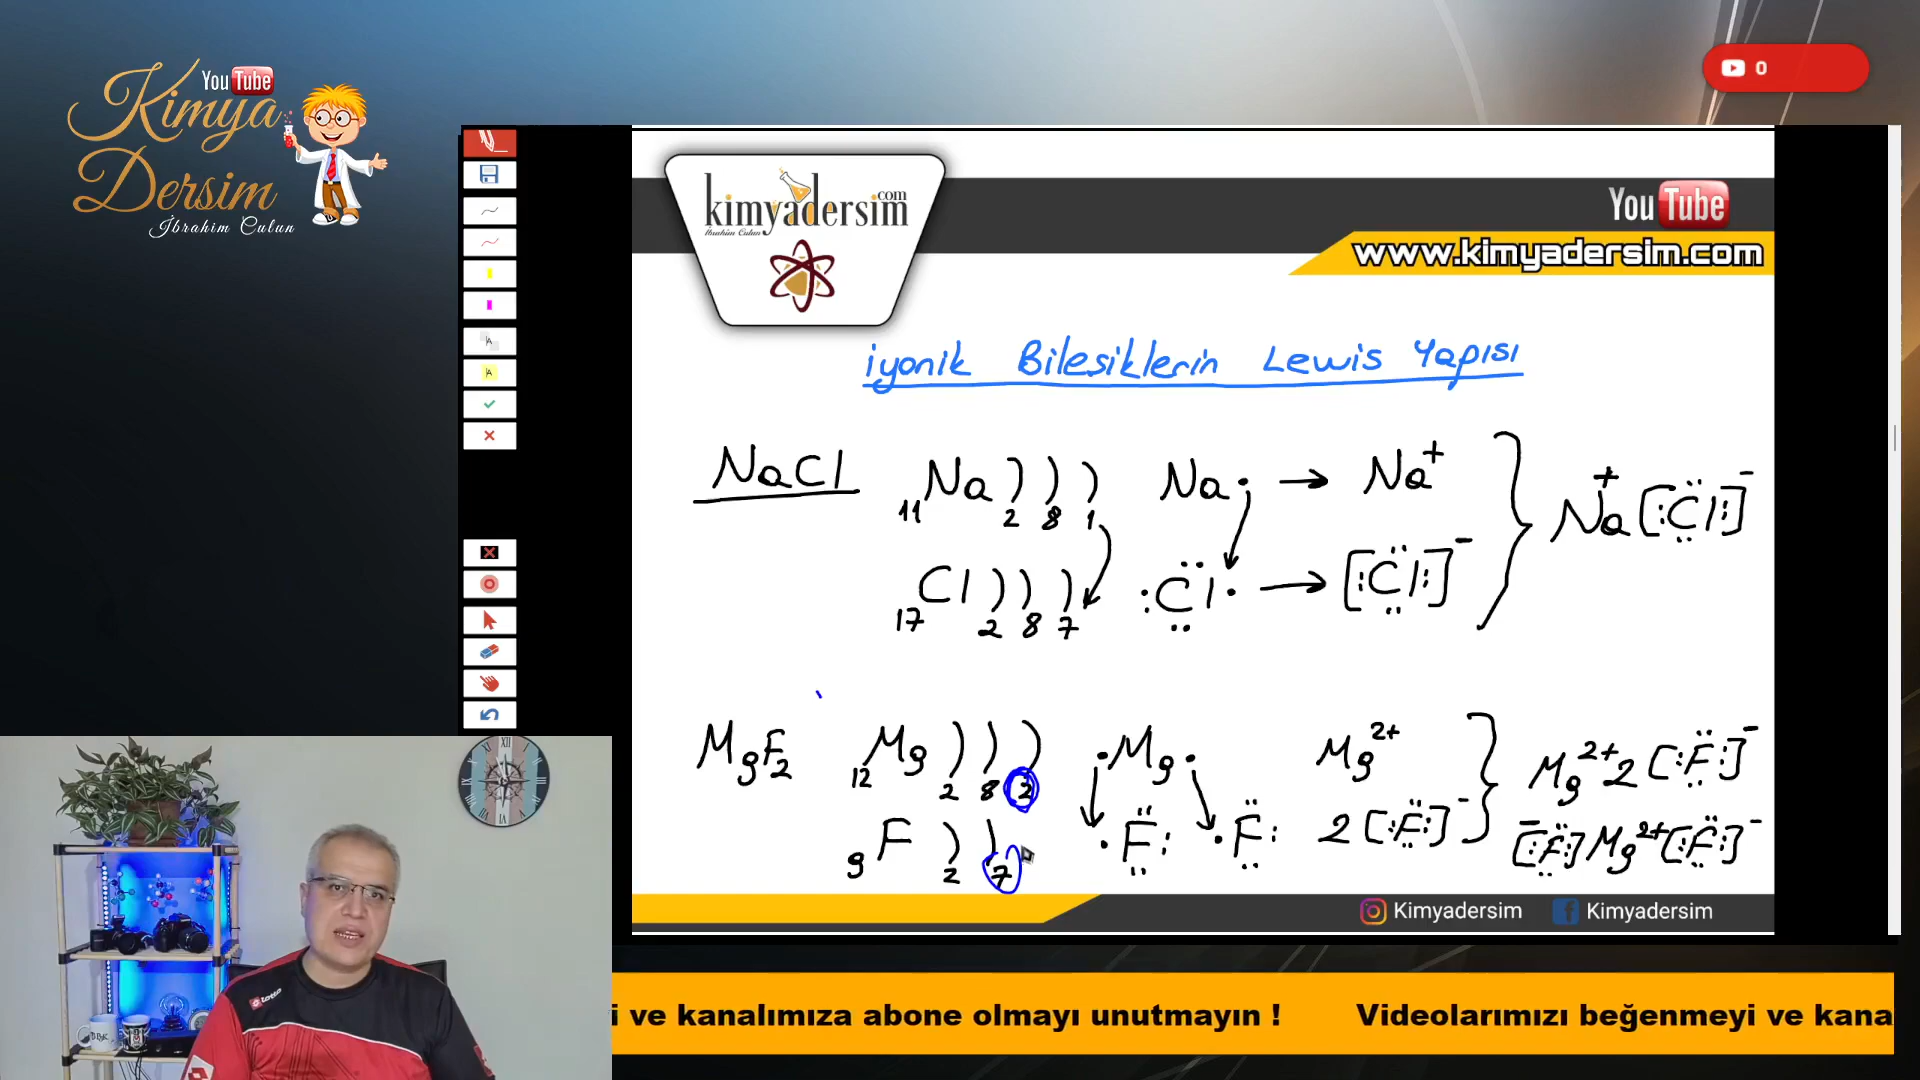 You Tube
Kimya
Dersim
İbrahim Culun
0
kimyadersim
.com
İbrahim Culun
You Tube
www.kimyadersim.com
iyonik Bileşiklerin Lewis Yapısı
NaCl 11Na ) ) ) 2 8 1 Na· → Na+
17Cl ) ) ) 2 8 7 Cl → [Cl]-
Na+ [Cl]-
MgF2 12Mg ) ) ) 2 8 2 ·Mg· Mg2+ Mg2+ 2 [F]-
9F ) ) 2 7 F F 2 [F]- -[F] Mg2+ [F]-
Kimyadersim Kimyadersim
i ve kanalımıza abone olmayı unutmayın ! Videolarımızı beğenmeyi ve kana